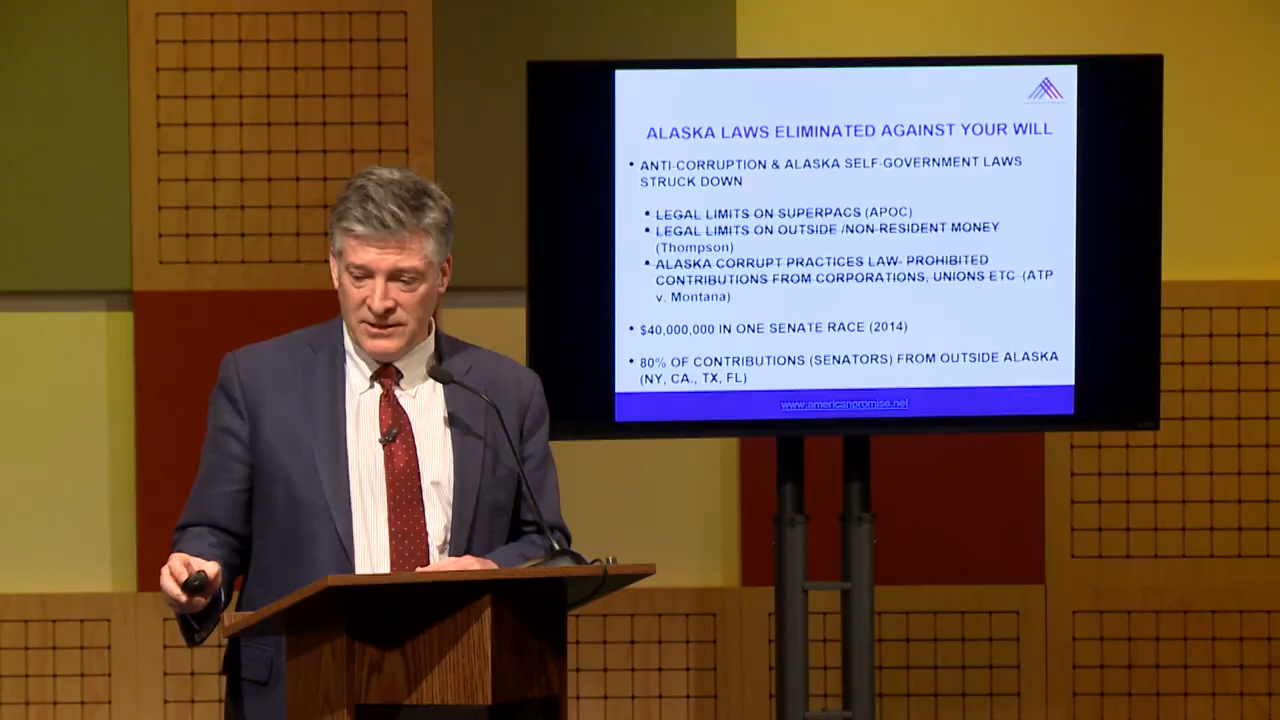 ALASKA LAWS ELIMINATED AGAINST YOUR WILL
• ANTI-CORRUPTION & ALASKA SELF-GOVERNMENT LAWS
STRUCK DOWN
• LEGAL LIMITS ON SUPERPACS (APOC)
• LEGAL LIMITS ON OUTSIDE /NON-RESIDENT MONEY
(Thompson)
• ALASKA CORRUPT PRACTICES LAW- PROHIBITED
CONTRIBUTIONS FROM CORPORATIONS, UNIONS ETC (ATP
v. Montana)
• $40,000,000 IN ONE SENATE RACE (2014)
• 80% OF CONTRIBUTIONS (SENATORS) FROM OUTSIDE ALASKA
(NY, CA., TX, FL)
www.americanpromise.net